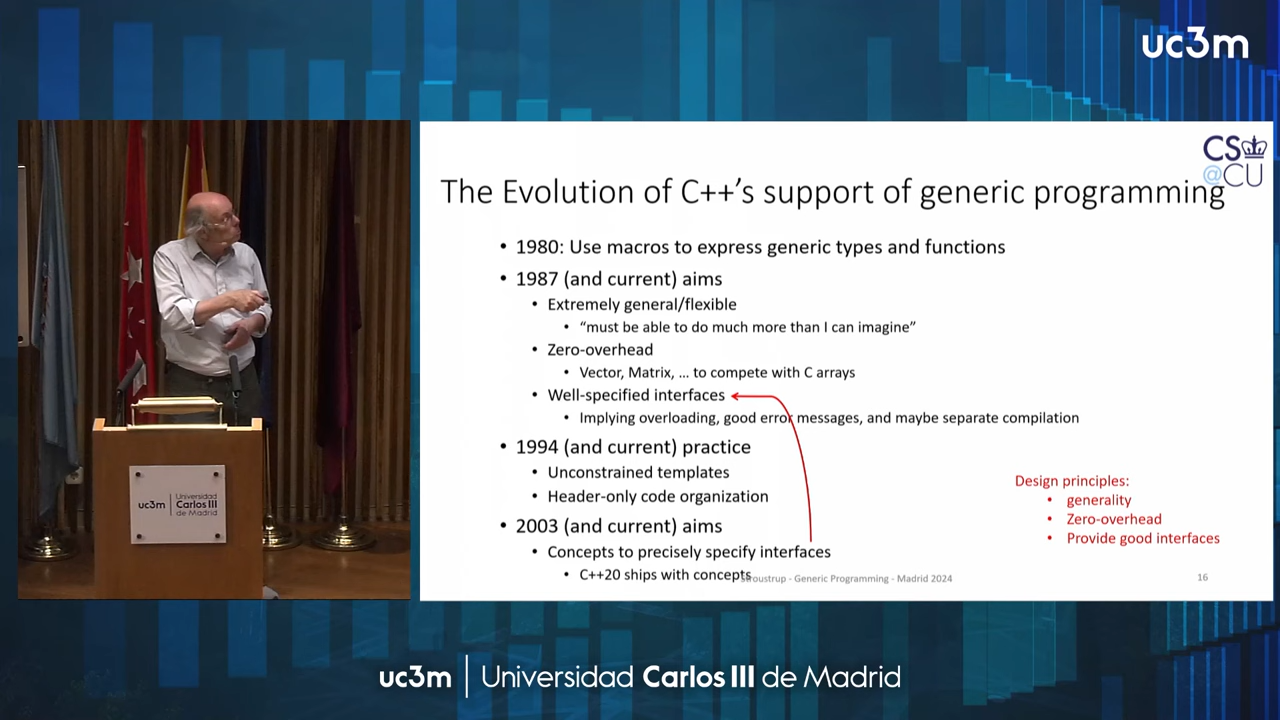 uc3m
CS
@CU
The Evolution of C++'s support of generic programming
• 1980: Use macros to express generic types and functions
• 1987 (and current) aims
• Extremely general/flexible
• "must be able to do much more than I can imagine"
• Zero-overhead
• Vector, Matrix, … to compete with C arrays
• Well-specified interfaces
• Implying overloading, good error messages, and maybe separate compilation
• 1994 (and current) practice
• Unconstrained templates
• Header-only code organization
• 2003 (and current) aims
• Concepts to precisely specify interfaces
• C++20 ships with concepts
Design principles:
• generality
• Zero-overhead
• Provide good interfaces
Stroustrup - Generic Programming - Madrid 2024
16
uc3m
Universidad
Carlos III
de Madrid
uc3m | Universidad Carlos III de Madrid